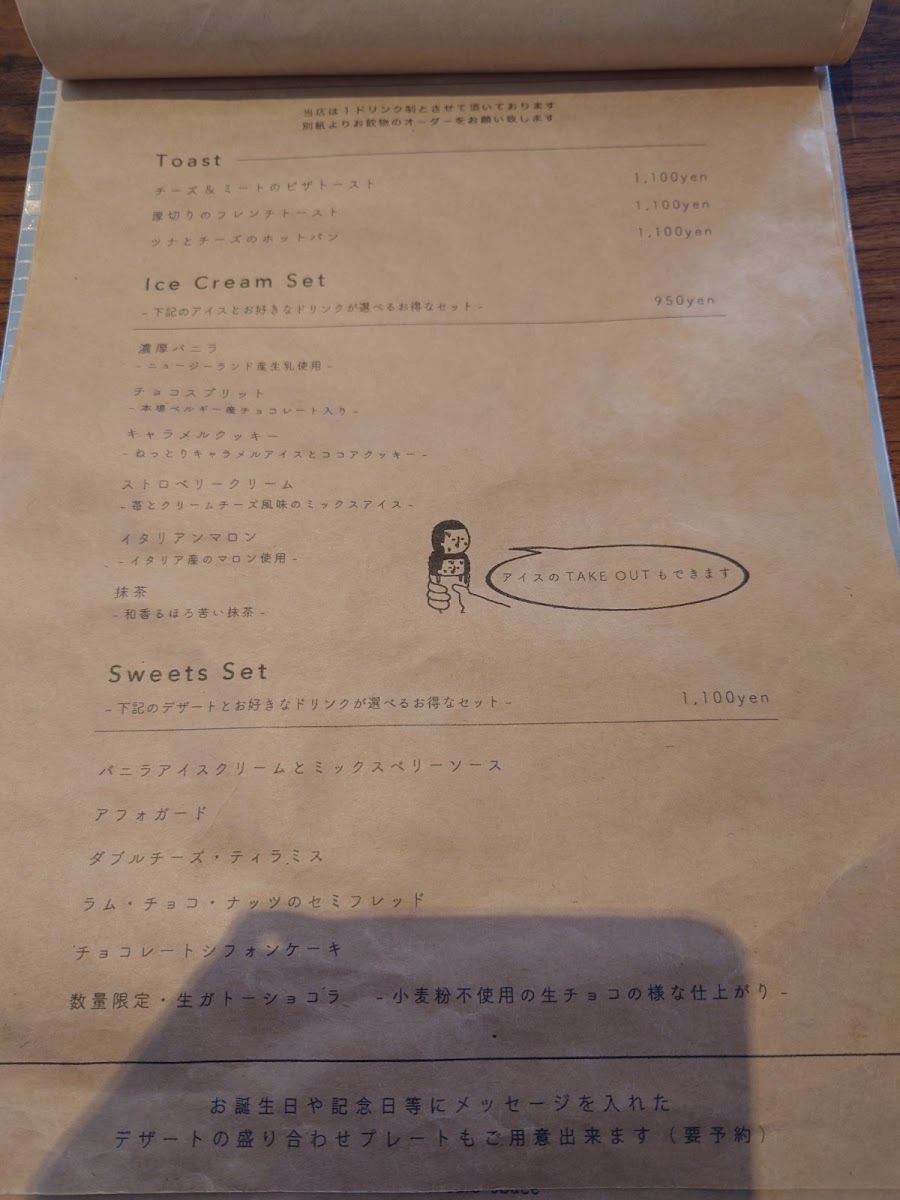 当店は1ドリンク制とさせて頂いております
別紙よりお飲物のオーダーをお願い致します
Toast
チーズ&ミートのピザトースト 1,100yen
厚切りのフレンチトースト 1,100yen
ツナとチーズのホットパン 1,100yen
Ice Cream Set
-下記のアイスとお好きなドリンクが選べるお得なセット- 950yen
濃厚バニラ
-ニュージーランド産生乳使用-
チョコスプリット
-本場ベルギー産チョコレート入り-
キャラメルクッキー
-ねっとりキャラメルアイスとココアクッキー-
ストロベリークリーム
-苺とクリームチーズ風味のミックスアイス-
イタリアンマロン
-イタリア産のマロン使用-
アイスのTAKE OUTもできます
抹茶
-和香るほろ苦い抹茶-
Sweets Set
-下記のデザートとお好きなドリンクが選べるお得なセット- 1,100yen
バニラアイスクリームとミックスベリーソース
アフォガード
ダブルチーズ・ティラミス
ラム・チョコ・ナッツのセミフレッド
チョコレートシフォンケーキ
数量限定・生ガトーショコラ -小麦粉不使用の生チョコの様な仕上がり-
お誕生日や記念日等にメッセージを入れた
デザートの盛り合わせプレートもご用意出来ます(要予約)